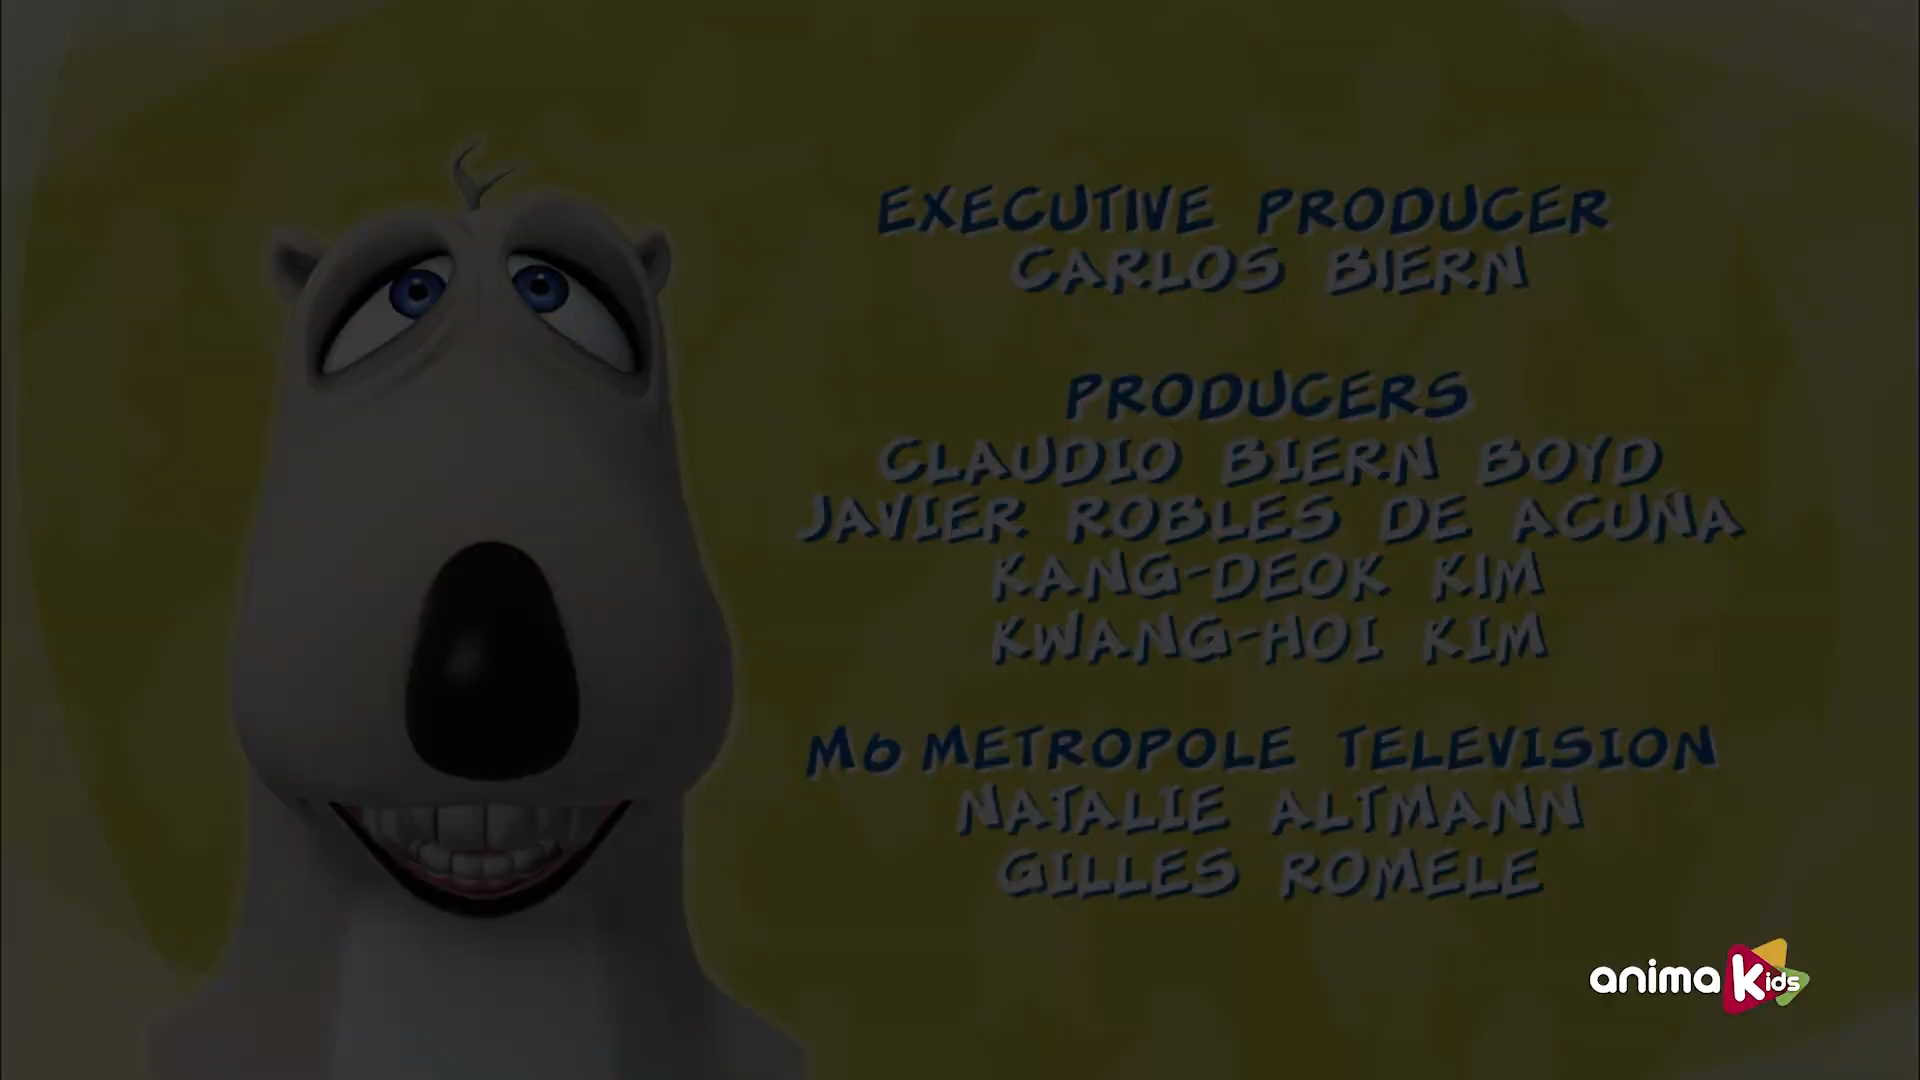 EXECUTIVE PRODUCER
CARLOS BIERN
PRODUCERS
CLAUDIO BIERN BOYD
JAVIER ROBLES DE ACUÑA
KANG-DEOK KIM
KWANG-HOI KIM
M6 METROPOLE TELEVISION
NATALIE ALTMANN
GILLES ROMELE
anima Kids